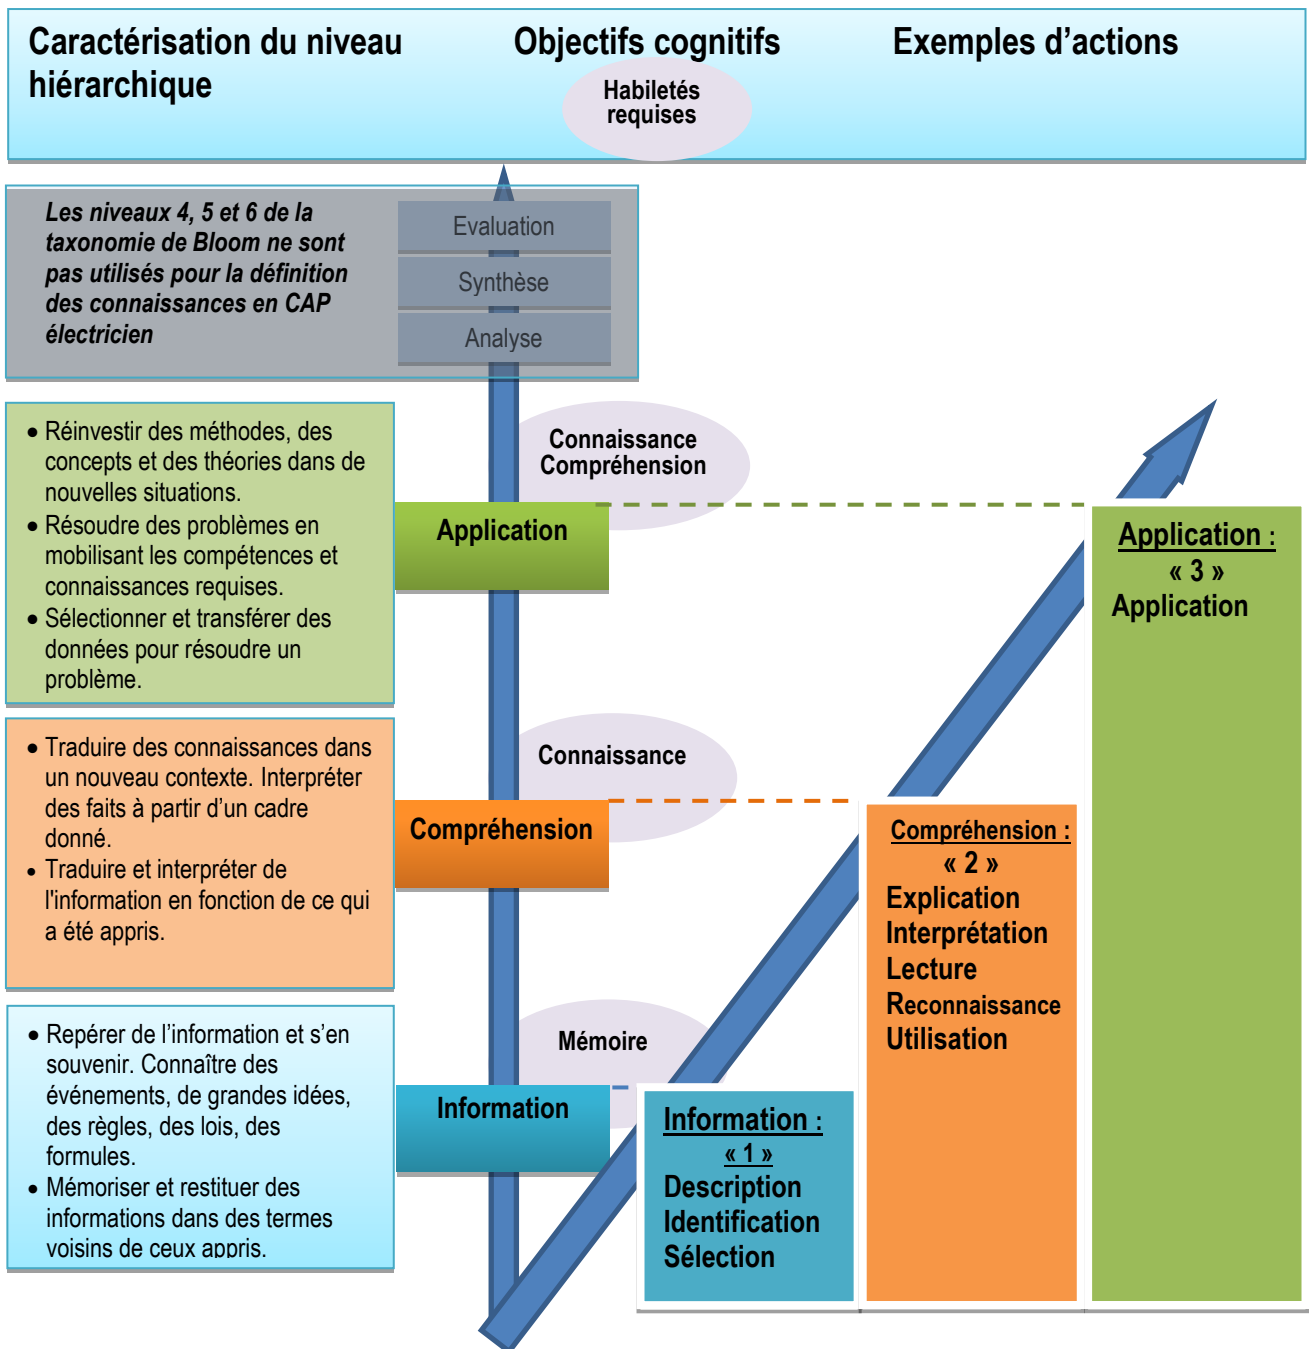 Caractérisation du niveau
hiérarchique
Objectifs cognitifs
Habiletés
requises
Exemples d’actions
Les niveaux 4, 5 et 6 de la
taxonomie de Bloom ne sont
pas utilisés pour la définition
des connaissances en CAP
électricien
Evaluation
Synthèse
Analyse
• Réinvestir des méthodes, des
concepts et des théories dans de
nouvelles situations.
• Résoudre des problèmes en
mobilisant les compétences et
connaissances requises.
• Sélectionner et transférer des
données pour résoudre un
problème.
Connaissance
Compréhension
Application
Application :
« 3 »
Application
• Traduire des connaissances dans
un nouveau contexte. Interpréter
des faits à partir d’un cadre
donné.
• Traduire et interpréter de
l'information en fonction de ce qui
a été appris.
Connaissance
Compréhension
Compréhension :
« 2 »
Explication
Interprétation
Lecture
Reconnaissance
Utilisation
• Repérer de l’information et s’en
souvenir. Connaître des
événements, de grandes idées,
des règles, des lois, des
formules.
• Mémoriser et restituer des
informations dans des termes
voisins de ceux appris.
Mémoire
Information
Information :
« 1 »
Description
Identification
Sélection